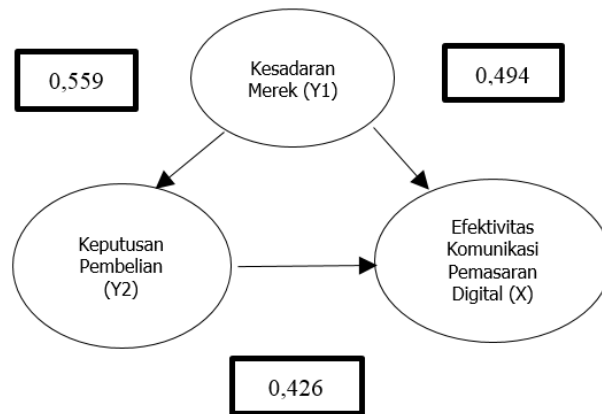 0,559
Kesadaran
Merek (Y1)
0,494
Keputusan
Pembelian
(Y2)
Efektivitas
Komunikasi
Pemasaran
Digital (X)
0,426